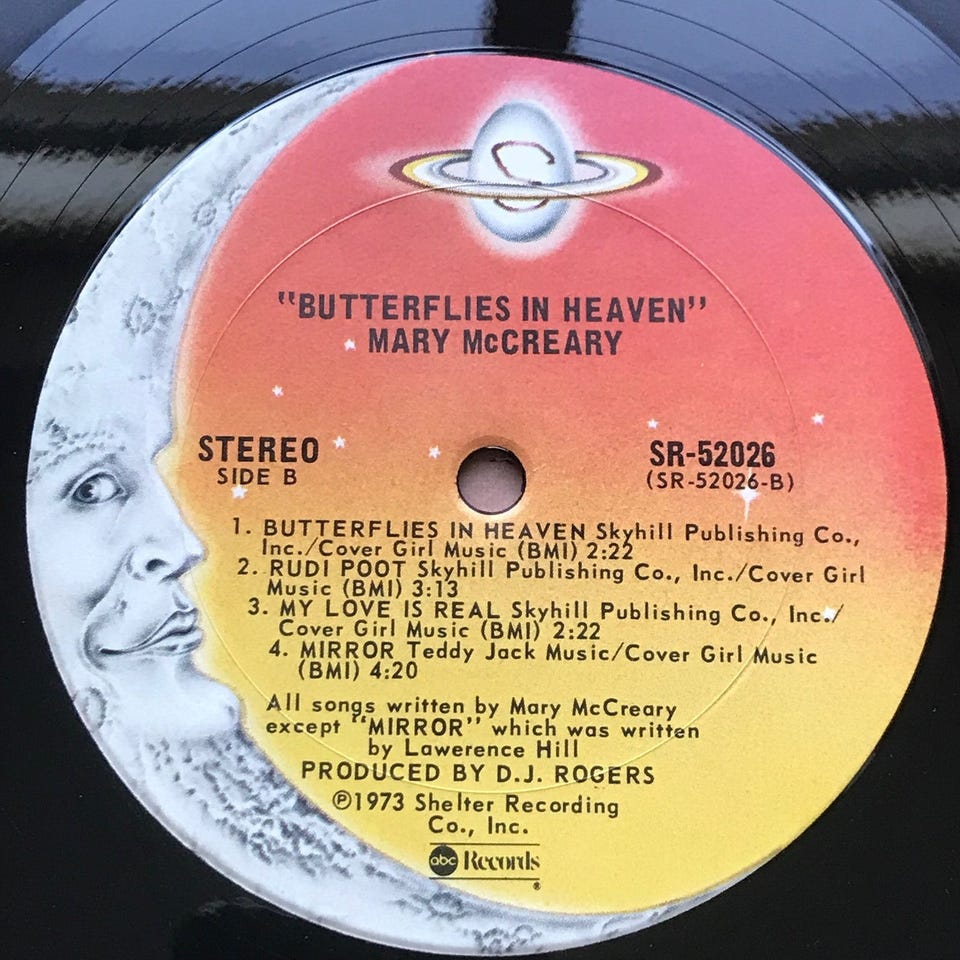 "BUTTERFLIES IN HEAVEN"
MARY McCREARY
STEREO
SIDE B
SR-52026
(SR-52026-B)
1. BUTTERFLIES IN HEAVEN Skyhill Publishing Co.,
Inc./Cover Girl Music (BMI) 2:22
2. RUDI POOT Skyhill Publishing Co., Inc./Cover Girl
Music (BMI) 3:13
3. MY LOVE IS REAL Skyhill Publishing Co., Inc./
Cover Girl Music (BMI) 2:22
4. MIRROR Teddy Jack Music/Cover Girl Music
(BMI) 4:20
All songs written by Mary McCreary
except "MIRROR" which was written
by Lawerence Hill
PRODUCED BY D.J. ROGERS
℗1973 Shelter Recording
Co., Inc.
abc Records
®